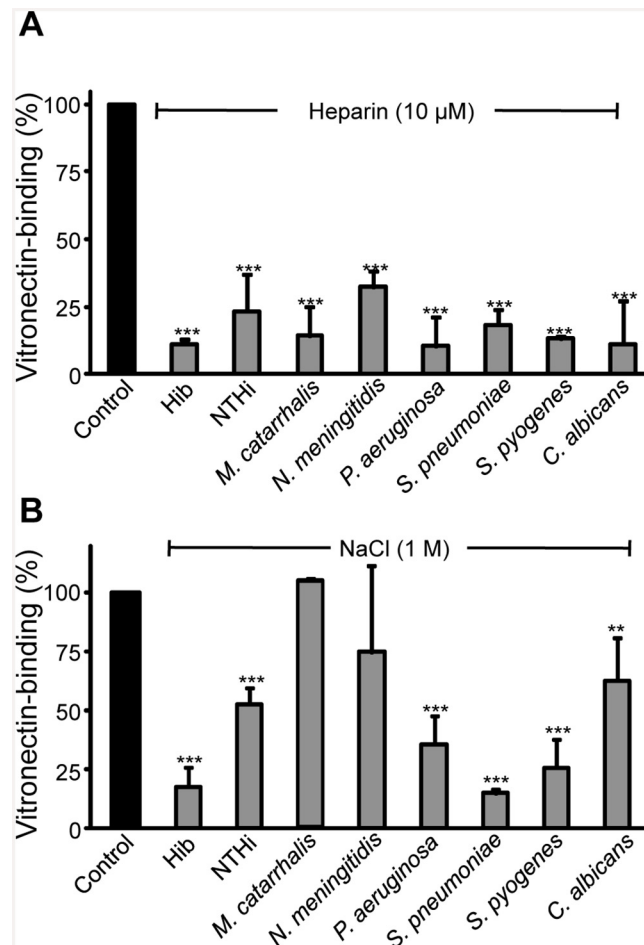 A
Vitronectin-binding (%)
100
75
50
25
0
Heparin (10 µM)
***
***
***
***
***
***
***
***
Control
Hib
NTHi
M. catarrhalis
N. meningitidis
P. aeruginosa
S. pneumoniae
S. pyogenes
C. albicans
B
Vitronectin-binding (%)
100
75
50
25
0
NaCl (1 M)
***
***
***
***
***
**
Control
Hib
NTHi
M. catarrhalis
N. meningitidis
P. aeruginosa
S. pneumoniae
S. pyogenes
C. albicans